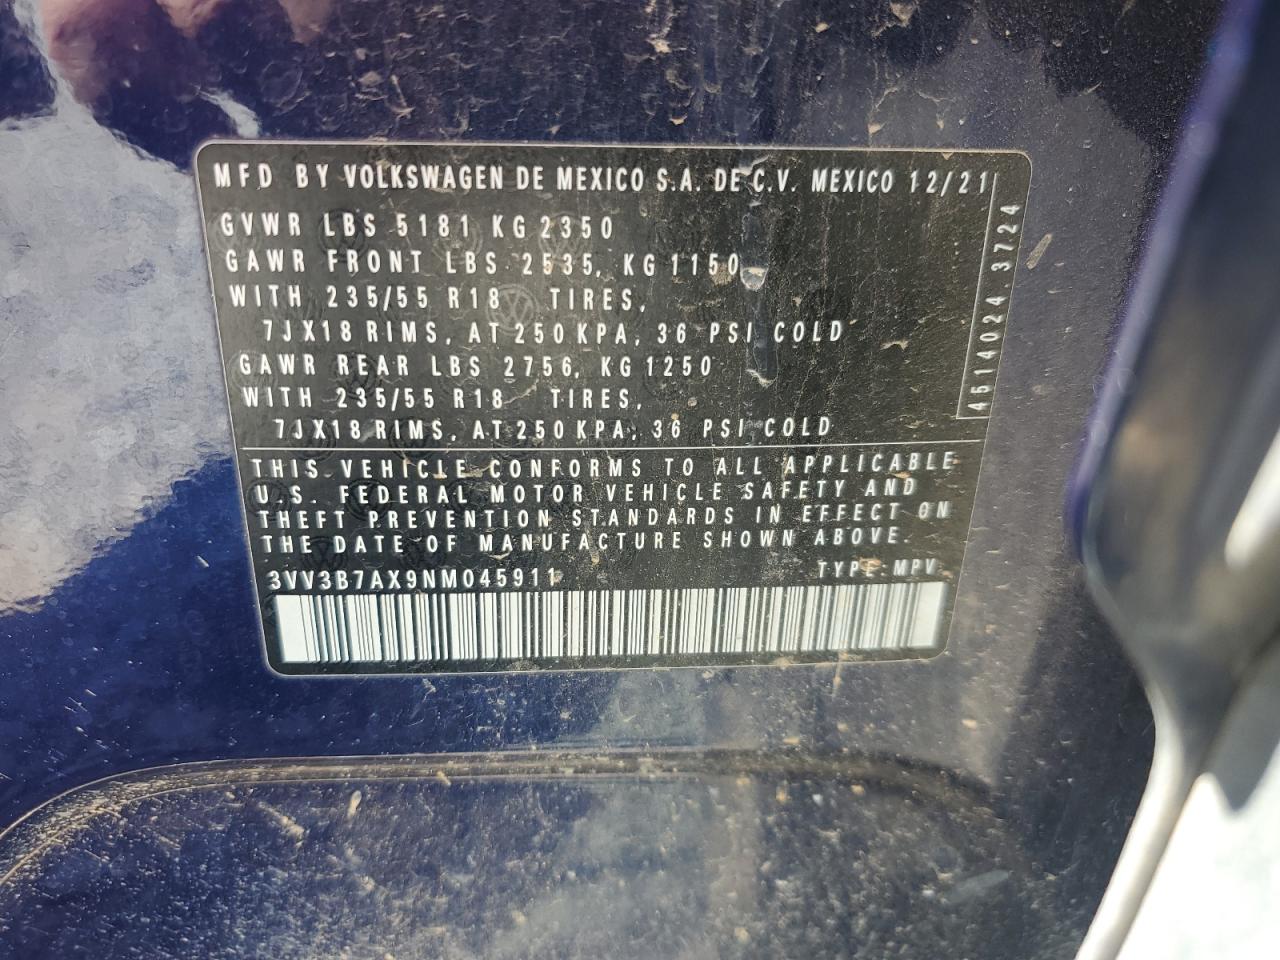 MFD BY VOLKSWAGEN DE MEXICO S.A. DE C.V. MEXICO 12/21
GVWR LBS 5181 KG 2350
GAWR FRONT LBS 2535, KG 1150
WITH 235/55 R18 TIRES,
7JX18 RIMS, AT 250 KPA, 36 PSI COLD
GAWR REAR LBS 2756, KG 1250
WITH 235/55 R18 TIRES,
7JX18 RIMS, AT 250 KPA, 36 PSI COLD
4514024.3724
THIS VEHICLE CONFORMS TO ALL APPLICABLE
U.S. FEDERAL MOTOR VEHICLE SAFETY AND
THEFT PREVENTION STANDARDS IN EFFECT ON
THE DATE OF MANUFACTURE SHOWN ABOVE.
3VV3B7AX9NM045911 TYPE: MPV